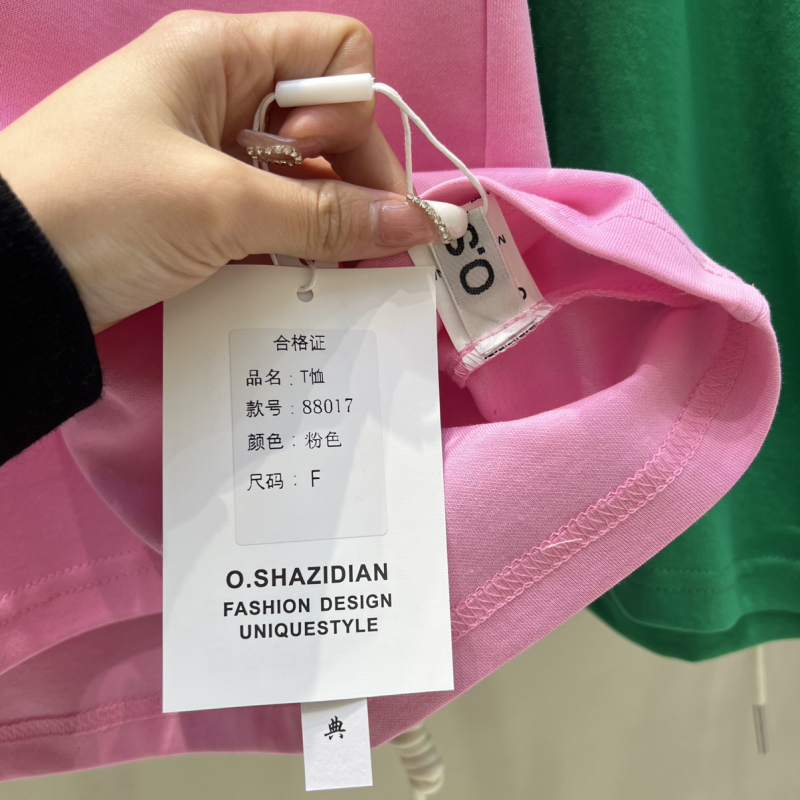 合格证
品名：T恤
款号：88017
颜色：粉色
尺码：F
O.SHAZIDIAN
FASHION DESIGN
UNIQUESTYLE
典
O.S